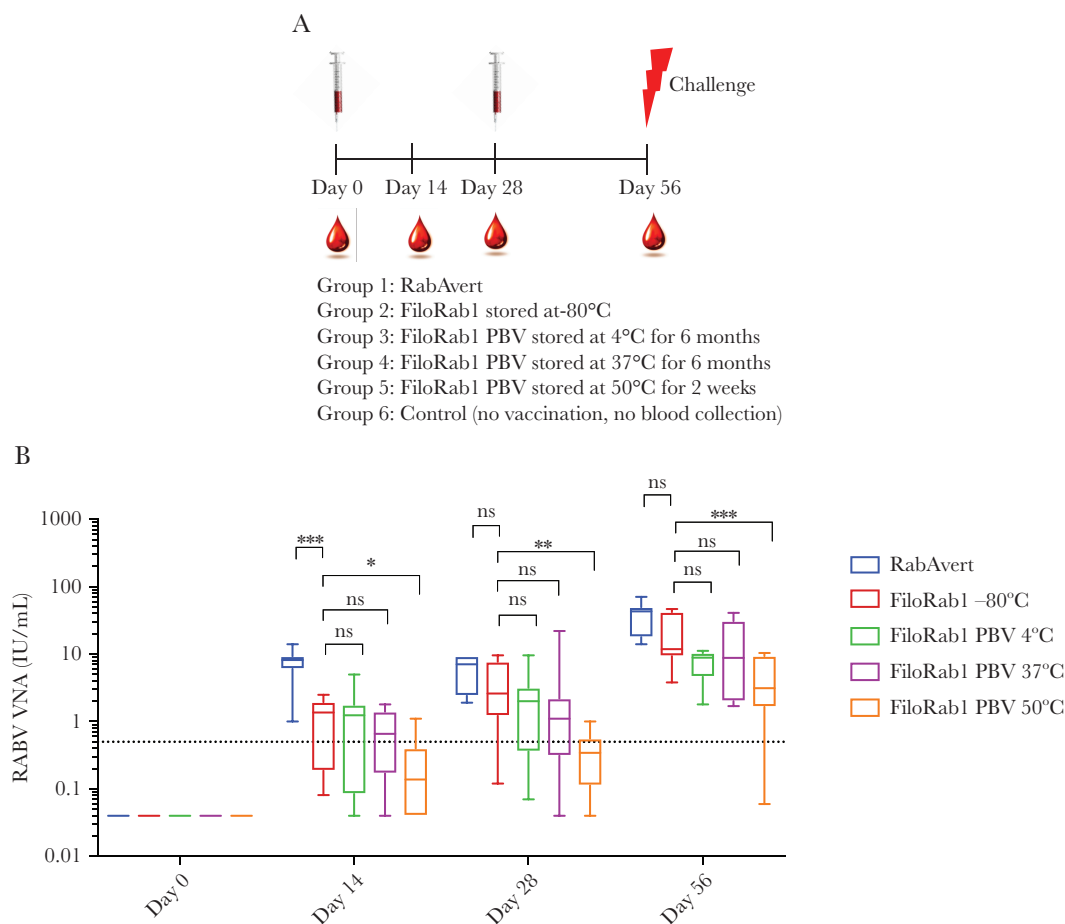 A
Challenge
Day 0 Day 14 Day 28 Day 56
Group 1: RabAvert
Group 2: FiloRab1 stored at-80°C
Group 3: FiloRab1 PBV stored at 4°C for 6 months
Group 4: FiloRab1 PBV stored at 37°C for 6 months
Group 5: FiloRab1 PBV stored at 50°C for 2 weeks
Group 6: Control (no vaccination, no blood collection)
B
RABV VNA (IU/mL)
1000
100
10
1
0.1
0.01
***
ns
ns
*
ns
ns
ns
**
ns
ns
***
ns
Day 0
Day 14
Day 28
Day 56
RabAvert
FiloRab1 –80°C
FiloRab1 PBV 4°C
FiloRab1 PBV 37°C
FiloRab1 PBV 50°C